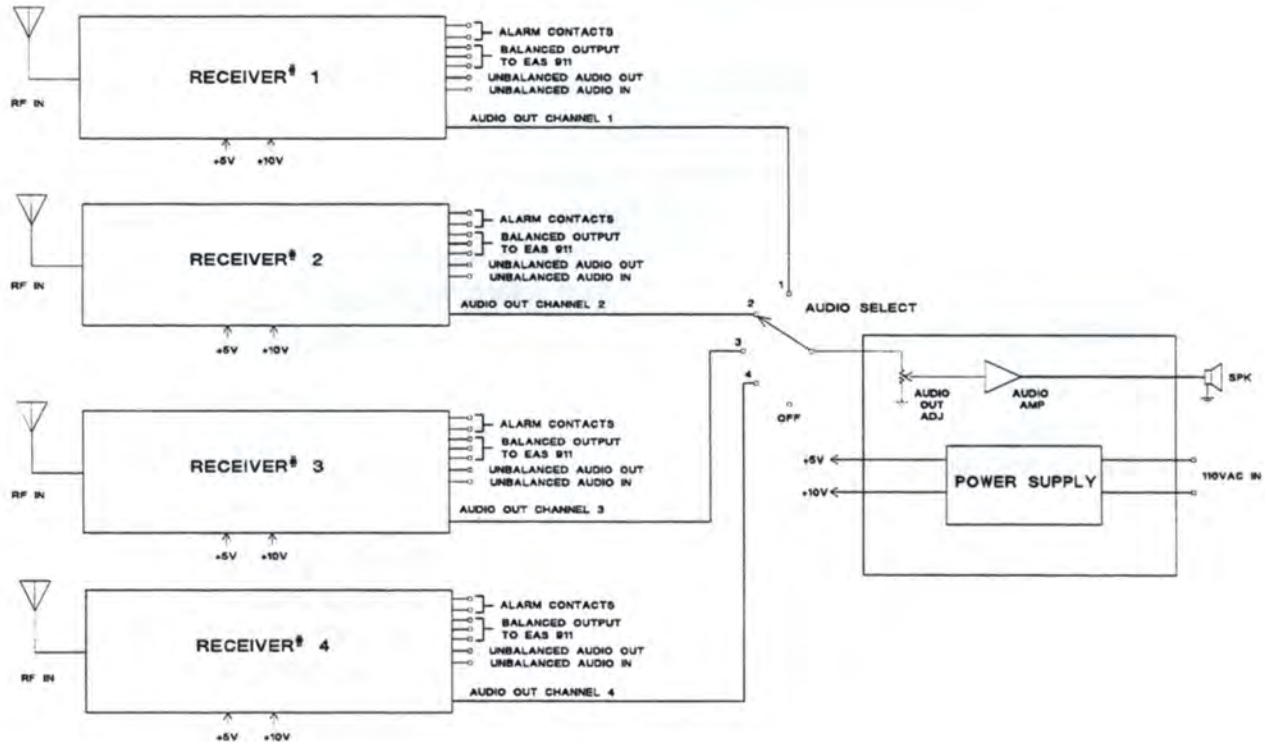 RECEIVER# 1
RF IN
ALARM CONTACTS
BALANCED OUTPUT
TO EAS 911
UNBALANCED AUDIO OUT
UNBALANCED AUDIO IN
AUDIO OUT CHANNEL 1
+5V +10V
RECEIVER# 2
RF IN
ALARM CONTACTS
BALANCED OUTPUT
TO EAS 911
UNBALANCED AUDIO OUT
UNBALANCED AUDIO IN
AUDIO OUT CHANNEL 2
+5V +10V
RECEIVER# 3
RF IN
ALARM CONTACTS
BALANCED OUTPUT
TO EAS 911
UNBALANCED AUDIO OUT
UNBALANCED AUDIO IN
AUDIO OUT CHANNEL 3
+5V +10V
RECEIVER# 4
RF IN
ALARM CONTACTS
BALANCED OUTPUT
TO EAS 911
UNBALANCED AUDIO OUT
UNBALANCED AUDIO IN
AUDIO OUT CHANNEL 4
+5V +10V
1
2
3
4
OFF
AUDIO SELECT
AUDIO
OUT
ADJ
AUDIO
AMP
SPK
+5V
+10V
POWER SUPPLY
110VAC IN